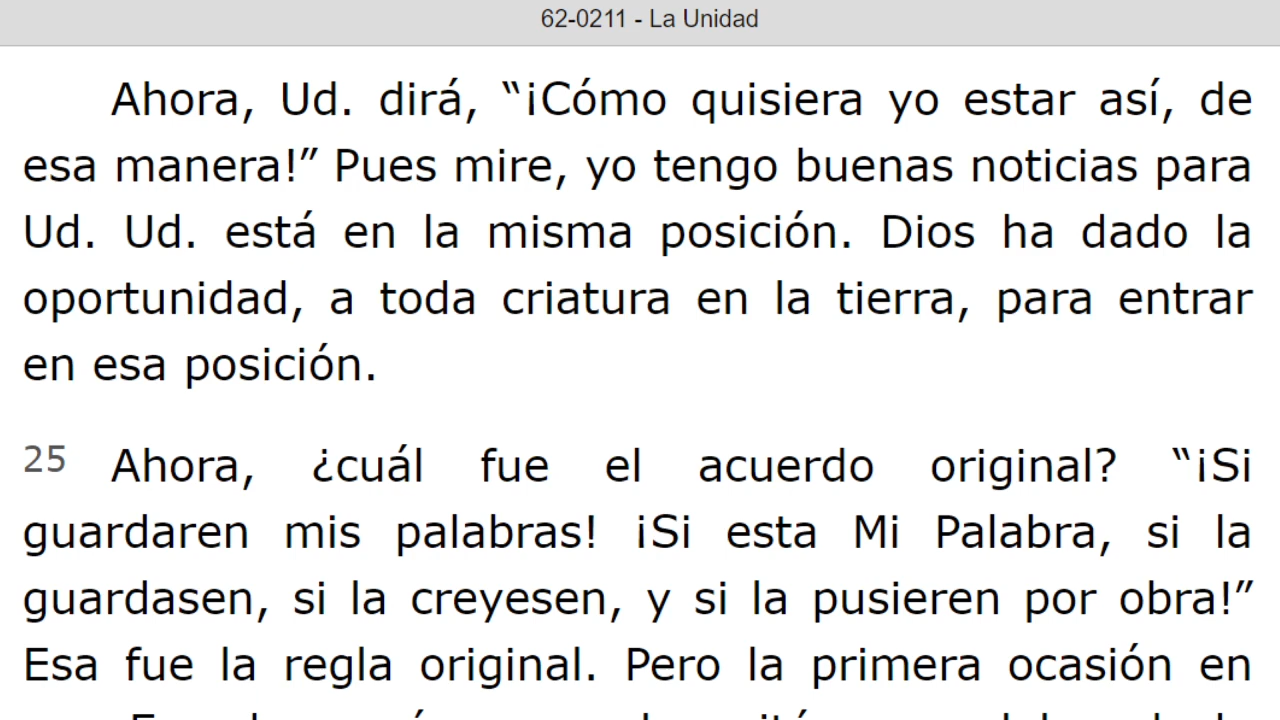 62-0211 - La Unidad
Ahora, Ud. dirá, “¡Cómo quisiera yo estar así, de
esa manera!” Pues mire, yo tengo buenas noticias para
Ud. Ud. está en la misma posición. Dios ha dado la
oportunidad, a toda criatura en la tierra, para entrar
en esa posición.
25 Ahora, ¿cuál fue el acuerdo original? “¡Si
guardaren mis palabras! ¡Si esta Mi Palabra, si la
guardasen, si la creyesen, y si la pusieren por obra!”
Esa fue la regla original. Pero la primera ocasión en